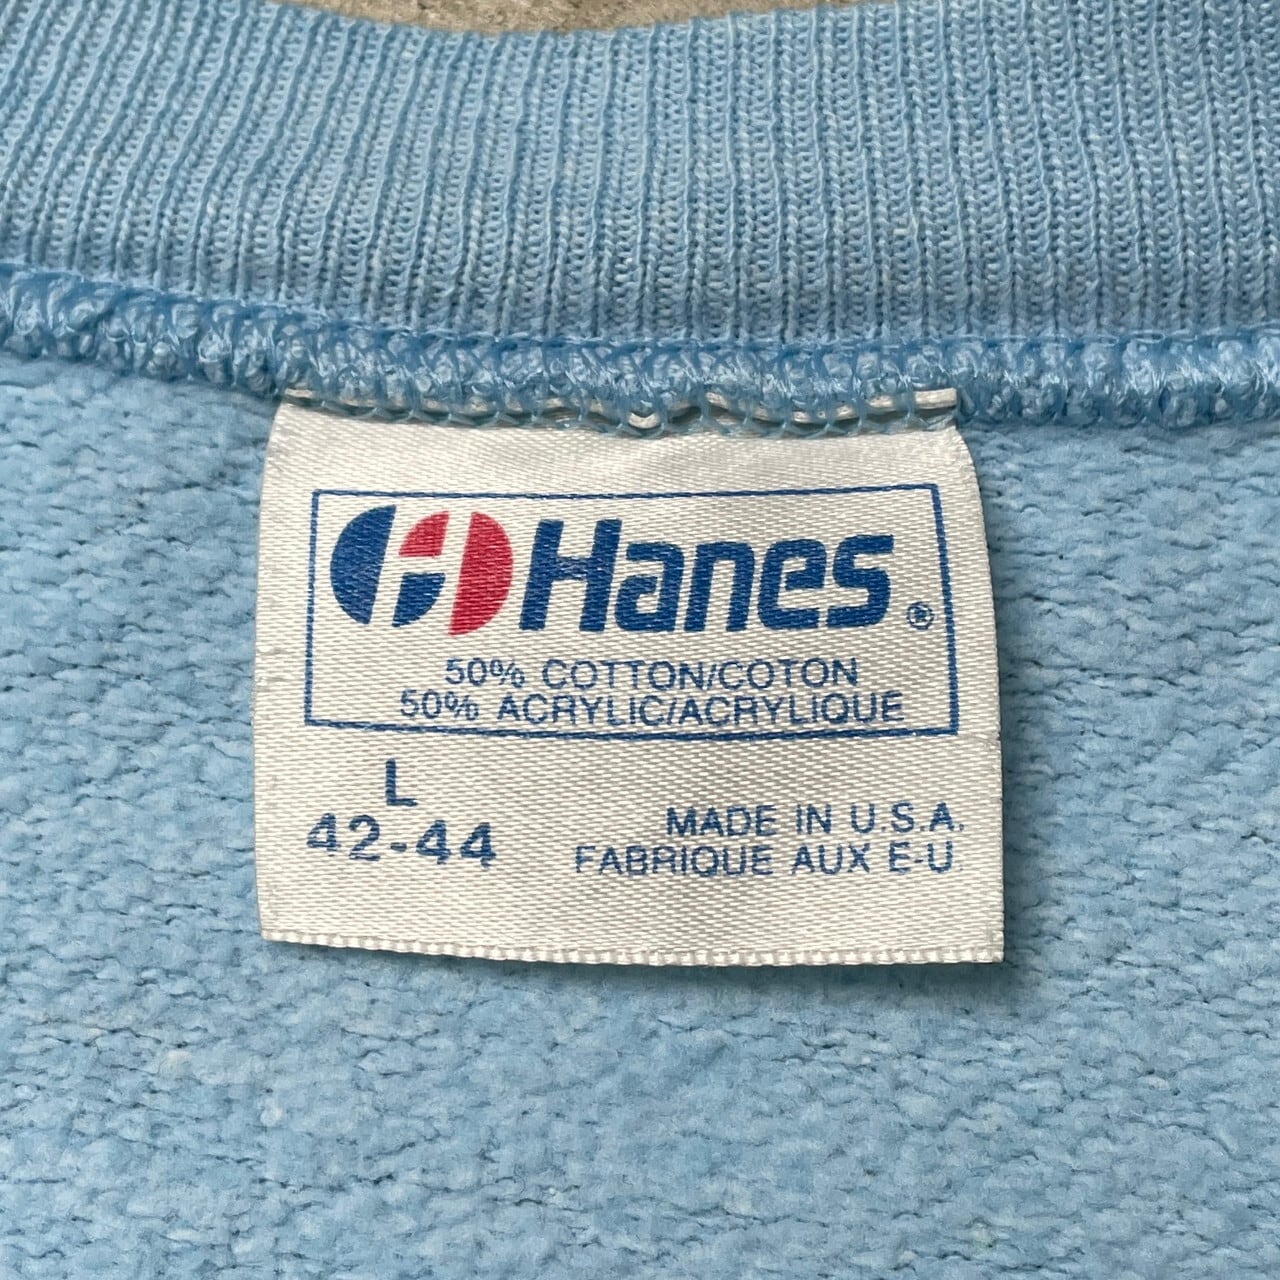 Hanes®
50% COTTON/COTON
50% ACRYLIC/ACRYLIQUE
L
42-44
MADE IN U.S.A.
FABRIQUE AUX E-U.